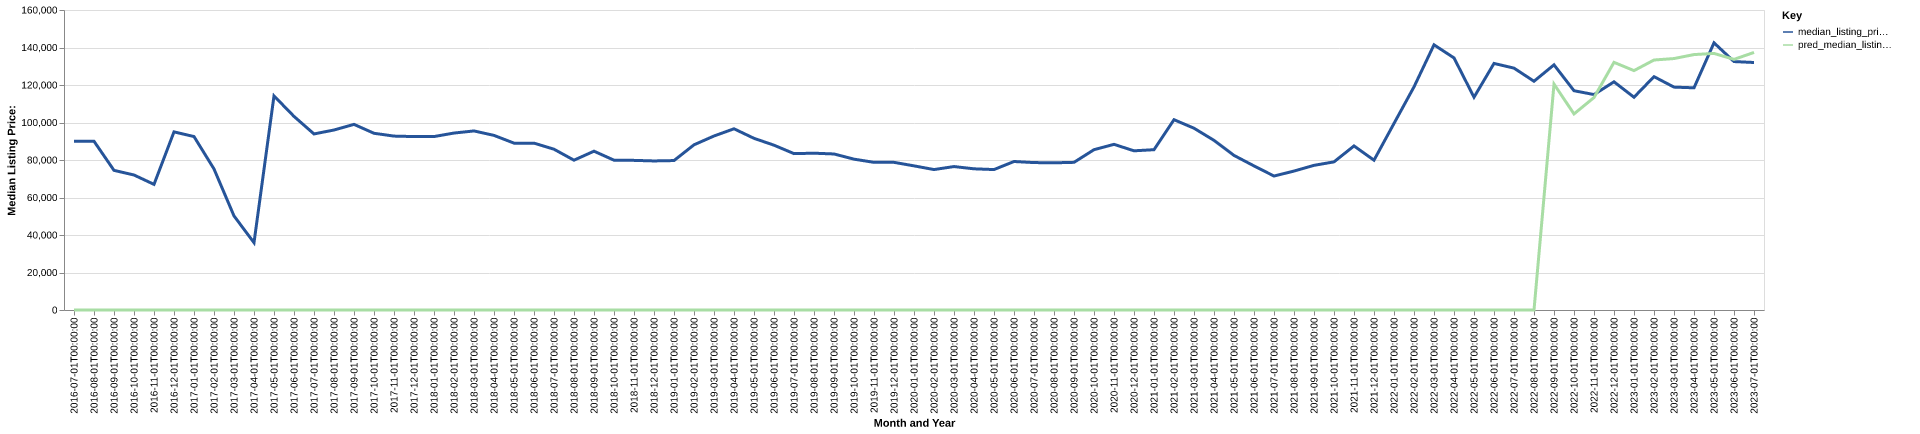 160,000
140,000
120,000
100,000
80,000
60,000
40,000
20,000
0
Median Listing Price:
2016-07-01T00:00:00
2016-08-01T00:00:00
2016-09-01T00:00:00
2016-10-01T00:00:00
2016-11-01T00:00:00
2016-12-01T00:00:00
2017-01-01T00:00:00
2017-02-01T00:00:00
2017-03-01T00:00:00
2017-04-01T00:00:00
2017-05-01T00:00:00
2017-06-01T00:00:00
2017-07-01T00:00:00
2017-08-01T00:00:00
2017-09-01T00:00:00
2017-10-01T00:00:00
2017-11-01T00:00:00
2017-12-01T00:00:00
2018-01-01T00:00:00
2018-02-01T00:00:00
2018-03-01T00:00:00
2018-04-01T00:00:00
2018-05-01T00:00:00
2018-06-01T00:00:00
2018-07-01T00:00:00
2018-08-01T00:00:00
2018-09-01T00:00:00
2018-10-01T00:00:00
2018-11-01T00:00:00
2018-12-01T00:00:00
2019-01-01T00:00:00
2019-02-01T00:00:00
2019-03-01T00:00:00
2019-04-01T00:00:00
2019-05-01T00:00:00
2019-06-01T00:00:00
2019-07-01T00:00:00
2019-08-01T00:00:00
2019-09-01T00:00:00
2019-10-01T00:00:00
2019-11-01T00:00:00
2019-12-01T00:00:00
2020-01-01T00:00:00
2020-02-01T00:00:00
2020-03-01T00:00:00
2020-04-01T00:00:00
2020-05-01T00:00:00
2020-06-01T00:00:00
2020-07-01T00:00:00
2020-08-01T00:00:00
2020-09-01T00:00:00
2020-10-01T00:00:00
2020-11-01T00:00:00
2020-12-01T00:00:00
2021-01-01T00:00:00
2021-02-01T00:00:00
2021-03-01T00:00:00
2021-04-01T00:00:00
2021-05-01T00:00:00
2021-06-01T00:00:00
2021-07-01T00:00:00
2021-08-01T00:00:00
2021-09-01T00:00:00
2021-10-01T00:00:00
2021-11-01T00:00:00
2021-12-01T00:00:00
2022-01-01T00:00:00
2022-02-01T00:00:00
2022-03-01T00:00:00
2022-04-01T00:00:00
2022-05-01T00:00:00
2022-06-01T00:00:00
2022-07-01T00:00:00
2022-08-01T00:00:00
2022-09-01T00:00:00
2022-10-01T00:00:00
2022-11-01T00:00:00
2022-12-01T00:00:00
2023-01-01T00:00:00
2023-02-01T00:00:00
2023-03-01T00:00:00
2023-04-01T00:00:00
2023-05-01T00:00:00
2023-06-01T00:00:00
2023-07-01T00:00:00
Month and Year
Key
median_listing_pri…
pred_median_listin…